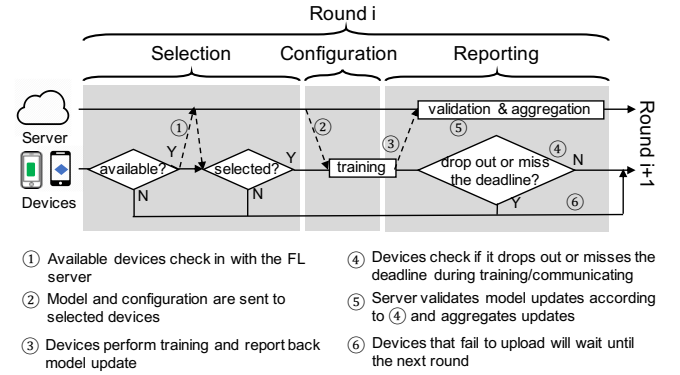 Round i
Selection
Configuration
Reporting
Server
Devices
validation & aggregation
①
②
③
⑤
④
available?
Y
selected?
Y
training
drop out or miss
the deadline?
N
N
N
Y
⑥
Round i+1
① Available devices check in with the FL
server
② Model and configuration are sent to
selected devices
③ Devices perform training and report back
model update
④ Devices check if it drops out or misses the
deadline during training/communicating
⑤ Server validates model updates according
to ④ and aggregates updates
⑥ Devices that fail to upload will wait until
the next round